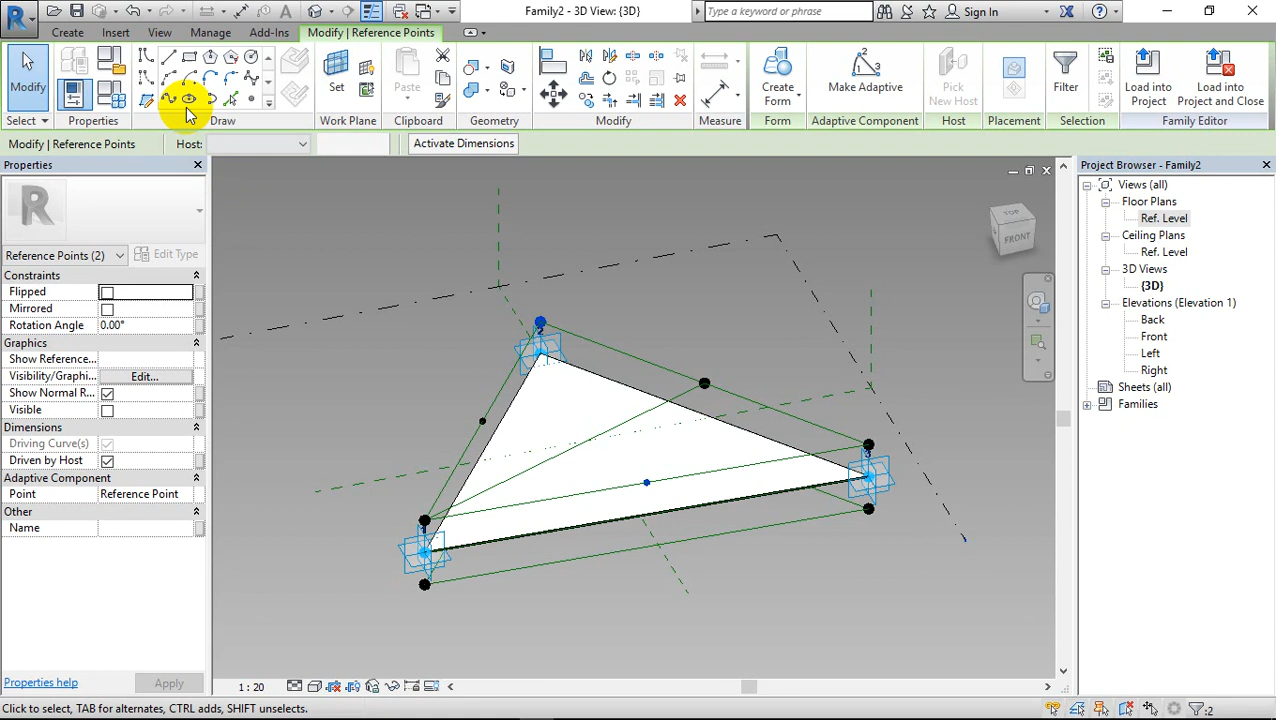 Family2 - 3D View: {3D}
Type a keyword or phrase
Sign In
Create
Insert
View
Manage
Add-Ins
Modify | Reference Points
Modify
Set
Paste
Create
Form
Make Adaptive
Pick
New Host
Filter
Load into
Project
Load into
Project and Close
Select
Properties
Draw
Work Plane
Clipboard
Geometry
Modify
Measure
Form
Adaptive Component
Host
Placement
Selection
Family Editor
Modify | Reference Points
Host:
Activate Dimensions
Properties
R
Reference Points (2)
Edit Type
Constraints
Flipped
Mirrored
Rotation Angle 0.00°
Graphics
Show Reference...
Visibility/Graphi... Edit...
Show Normal R...
Visible
Dimensions
Driving Curve(s)
Driven by Host
Adaptive Component
Point Reference Point
Other
Name
Properties help
Apply
2
3
1
TOP
FRONT
Project Browser - Family2
Views (all)
Floor Plans
Ref. Level
Ceiling Plans
Ref. Level
3D Views
{3D}
Elevations (Elevation 1)
Back
Front
Left
Right
Sheets (all)
Families
1 : 20
Click to select, TAB for alternates, CTRL adds, SHIFT unselects.
:2